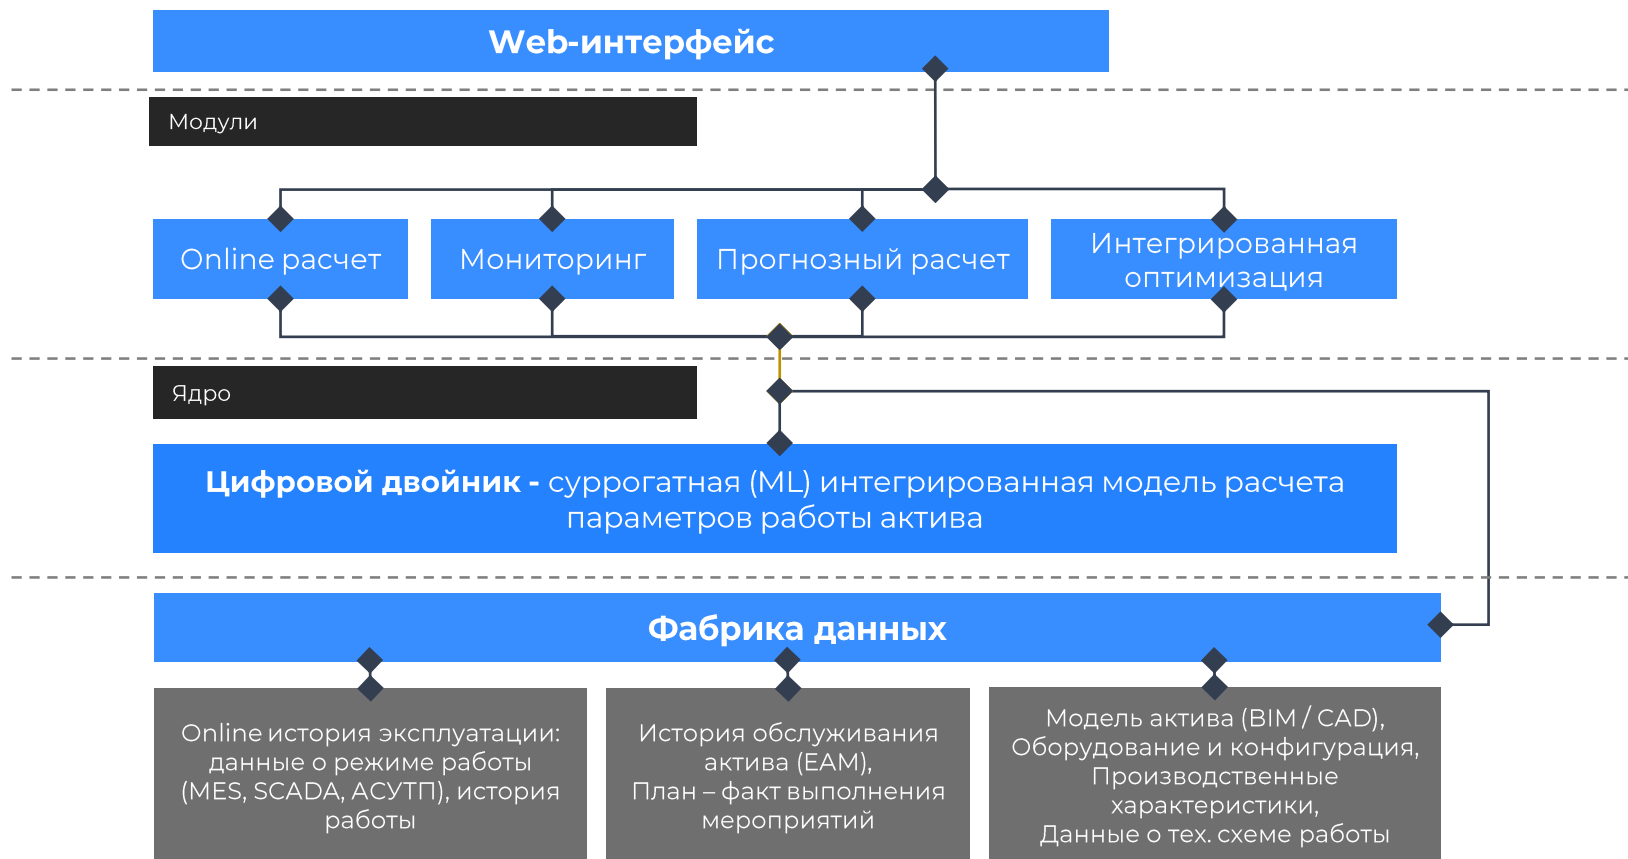 Web-интерфейс
Модули
Online расчет
Мониторинг
Прогнозный расчет
Интегрированная
оптимизация
Ядро
Цифровой двойник - суррогатная (ML) интегрированная модель расчета
параметров работы актива
Фабрика данных
Online история эксплуатации:
данные о режиме работы
(MES, SCADA, АСУТП), история
работы
История обслуживания
актива (EAM),
План – факт выполнения
мероприятий
Модель актива (BIM / CAD),
Оборудование и конфигурация,
Производственные
характеристики,
Данные о тех. схеме работы